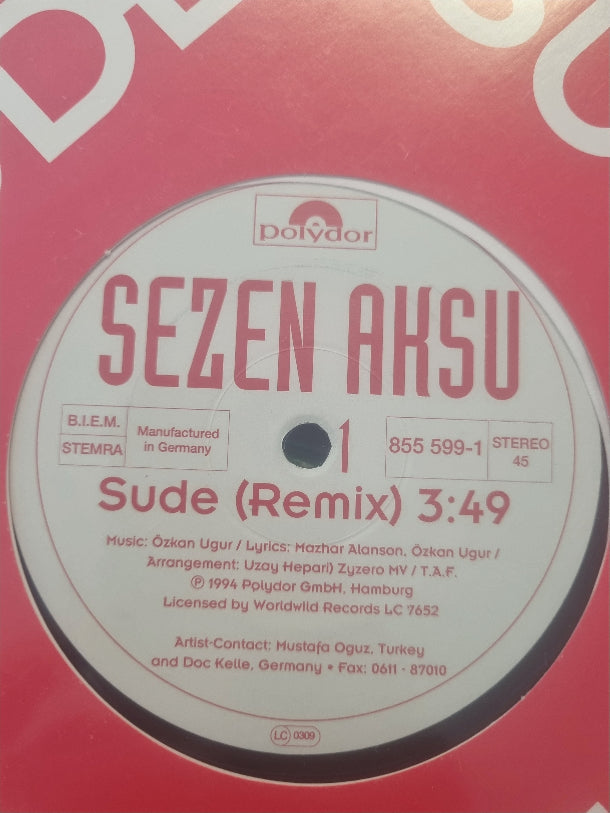 polydor
SEZEN AKSU
B.I.E.M.
STEMRA
Manufactured
in Germany
1
855 599-1
STEREO
45
Sude (Remix) 3:49
Music: Özkan Ugur / Lyrics: Mazhar Alanson, Özkan Ugur /
Arrangement: Uzay Hepari) Zyzero MV / T.A.F.
℗ 1994 Polydor GmbH, Hamburg
Licensed by Worldwild Records LC 7652
Artist-Contact: Mustafa Oguz, Turkey
and Doc Kelle, Germany • Fax: 0611 - 87010
LC 0309